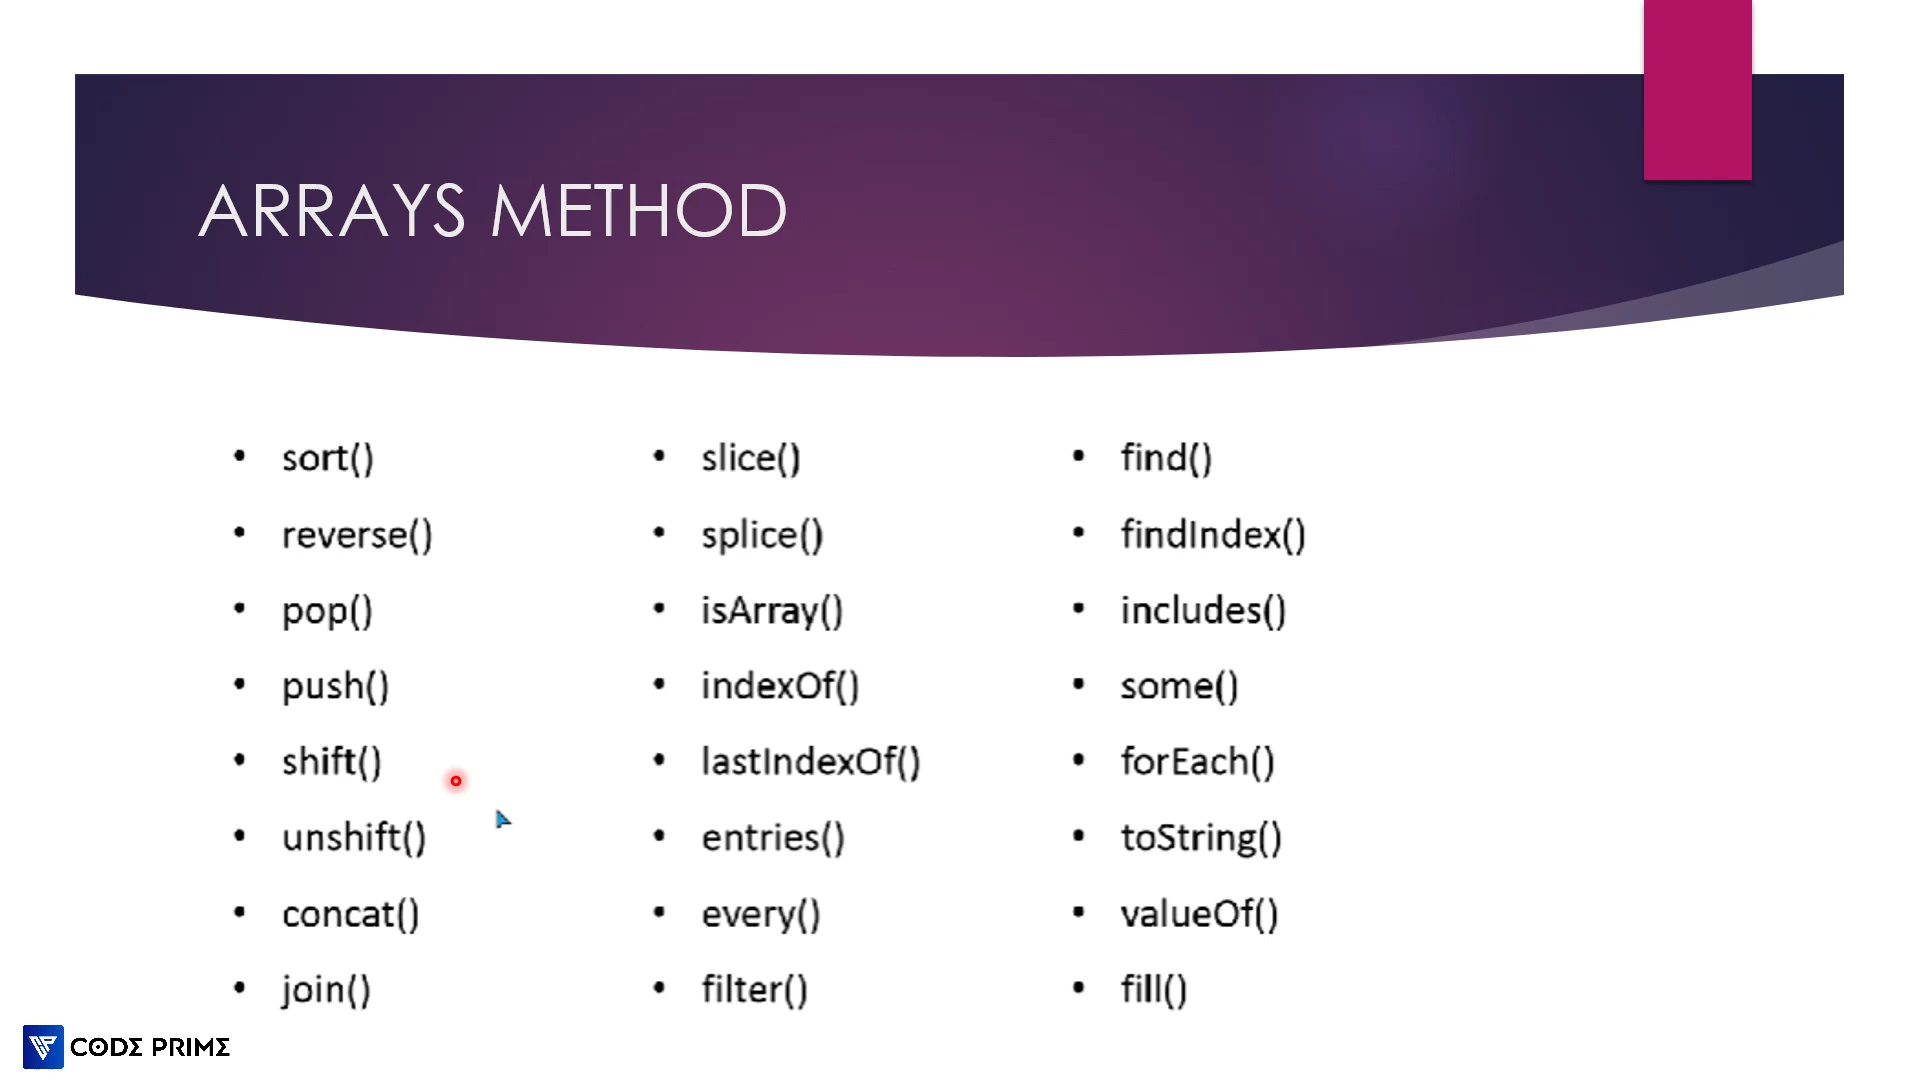 ARRAYS METHOD
• sort()
• reverse()
• pop()
• push()
• shift()
• unshift()
• concat()
• join()
• slice()
• splice()
• isArray()
• indexOf()
• lastIndexOf()
• entries()
• every()
• filter()
• find()
• findIndex()
• includes()
• some()
• forEach()
• toString()
• valueOf()
• fill()
CODΣ PRIMΣ